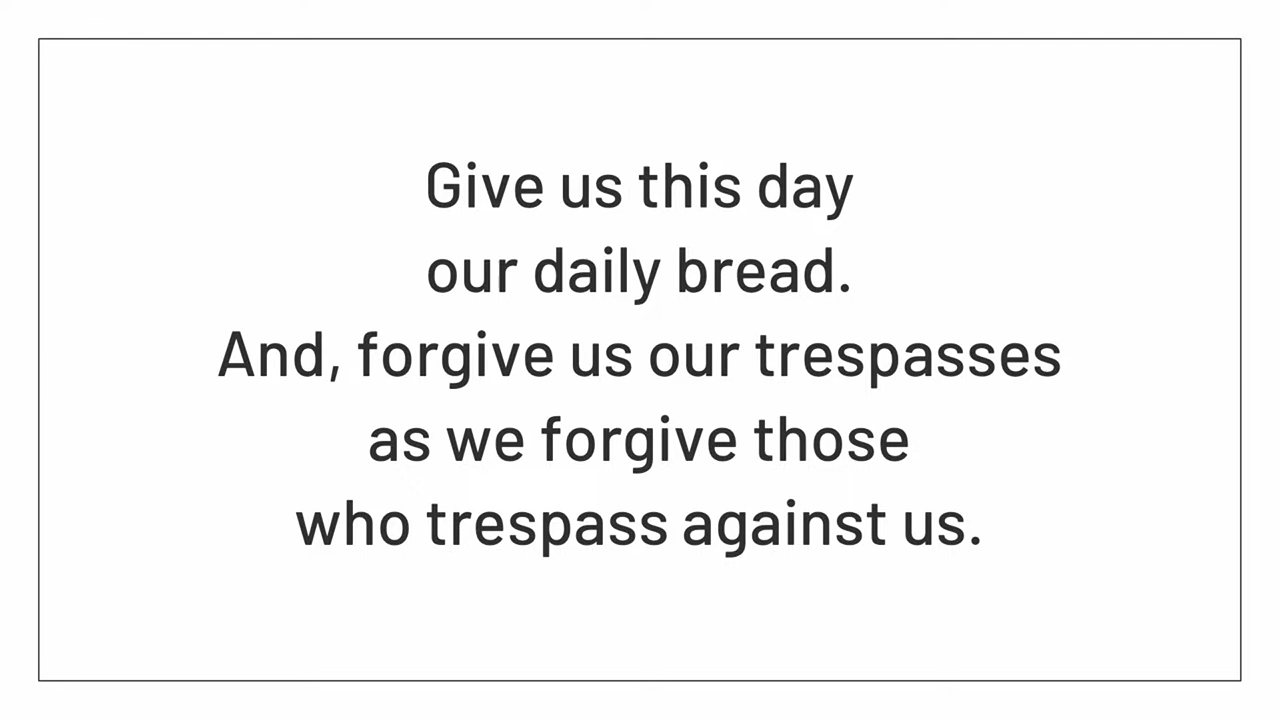 Give us this day
our daily bread.
And, forgive us our trespasses
as we forgive those
who trespass against us.